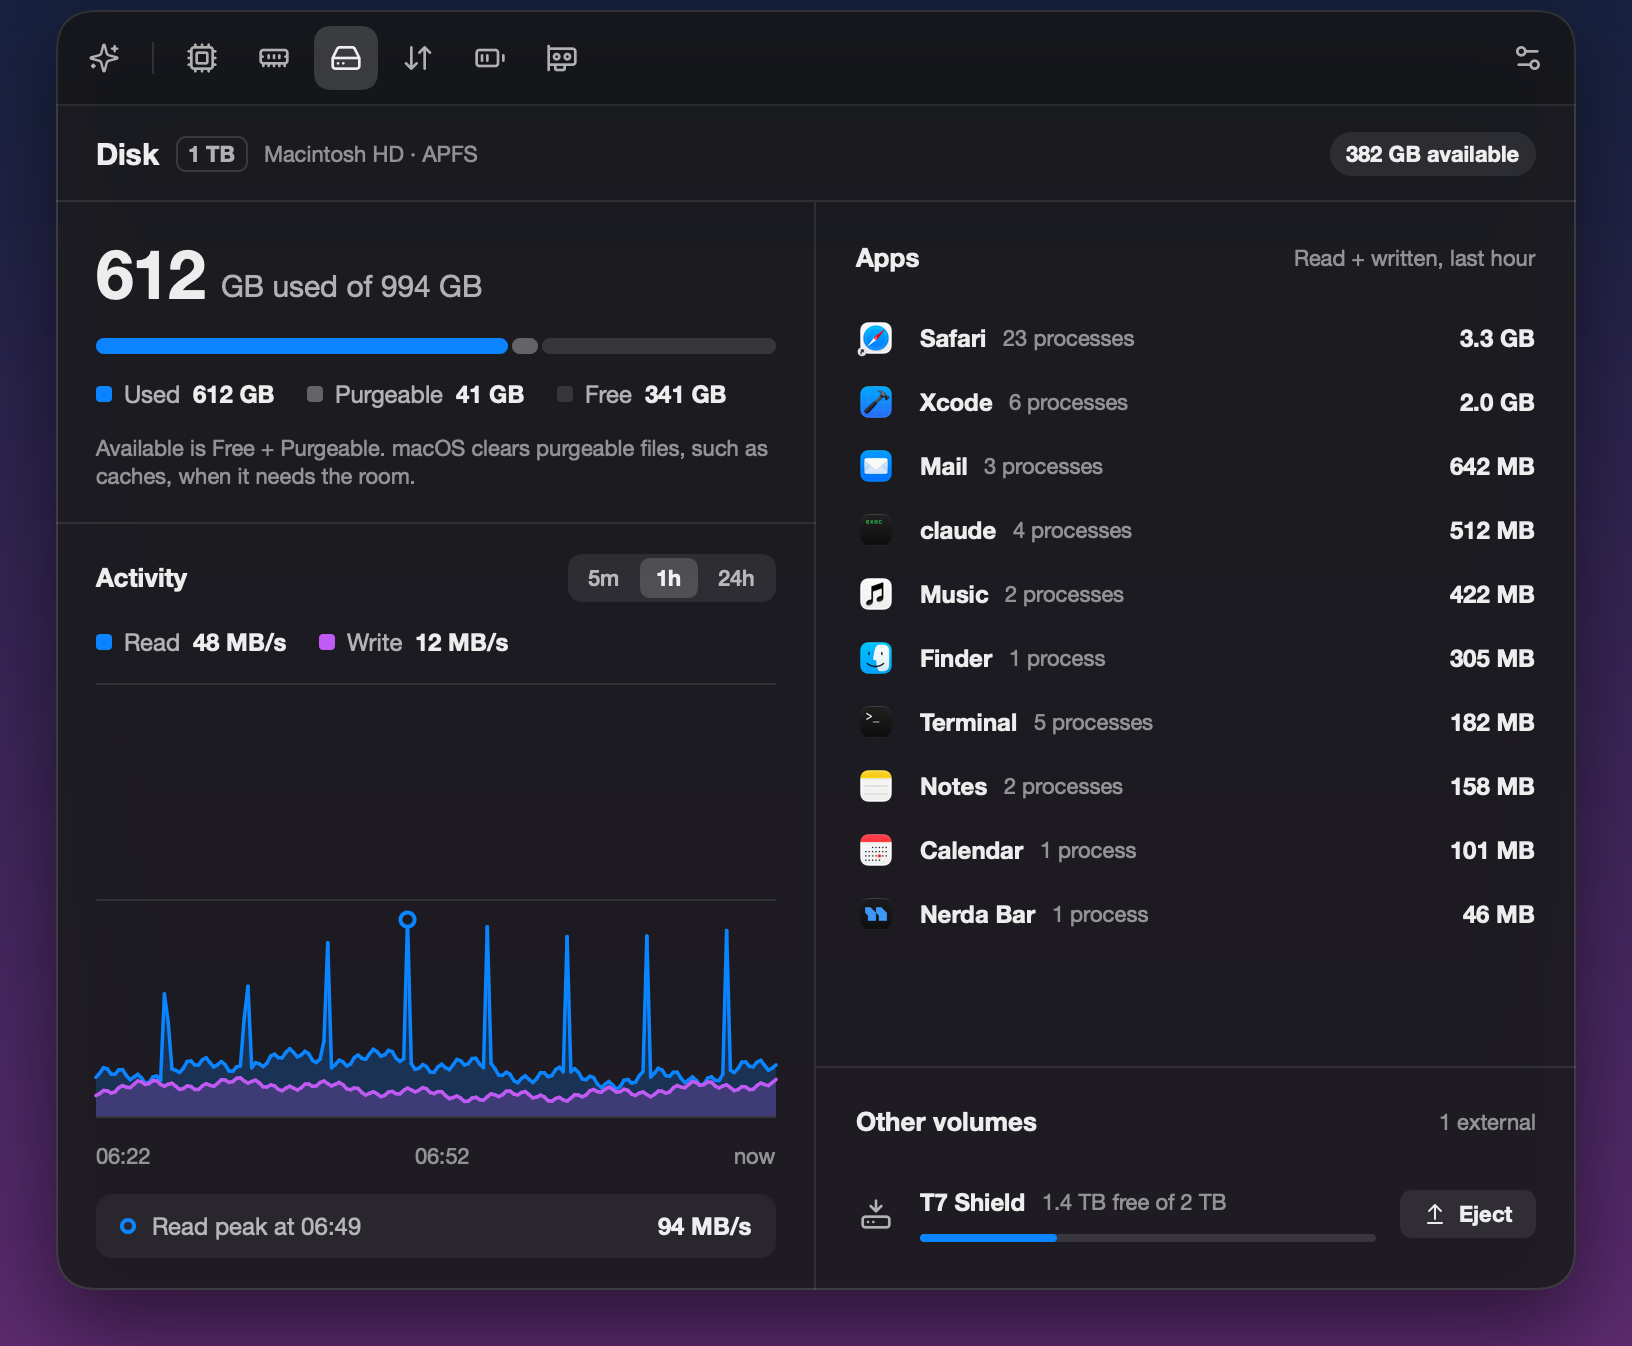 Disk 1 TB Macintosh HD · APFS
382 GB available
612 GB used of 994 GB
Used 612 GB Purgeable 41 GB Free 341 GB
Available is Free + Purgeable. macOS clears purgeable files, such as
caches, when it needs the room.
Activity
5m 1h 24h
Read 48 MB/s Write 12 MB/s
06:22 06:52 now
Read peak at 06:49 94 MB/s
Apps Read + written, last hour
Safari 23 processes 3.3 GB
Xcode 6 processes 2.0 GB
Mail 3 processes 642 MB
exec
claude 4 processes 512 MB
Music 2 processes 422 MB
Finder 1 process 305 MB
>_
Terminal 5 processes 182 MB
Notes 2 processes 158 MB
Calendar 1 process 101 MB
Nerda Bar 1 process 46 MB
Other volumes 1 external
T7 Shield 1.4 TB free of 2 TB
Eject